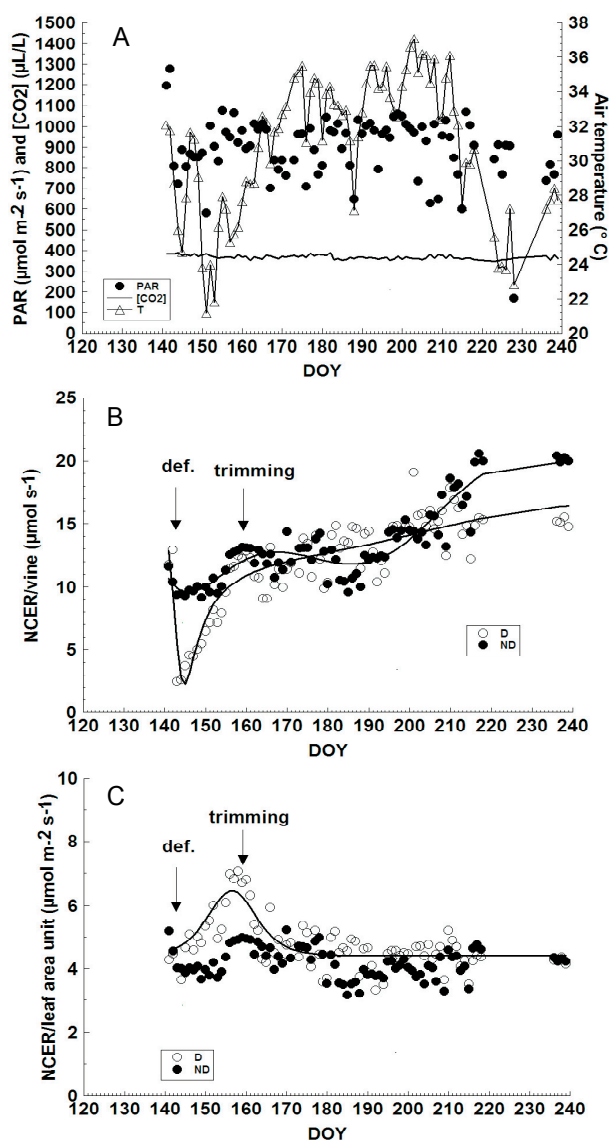 A
PAR (µmol m-2 s-1) and [CO2] (µL/L)
1500
1400
1300
1200
1100
1000
900
800
700
600
500
400
300
200
100
0
38
36
34
32
30
28
26
24
22
20
Air temperature (° C)
PAR
[CO2]
T
120 130 140 150 160 170 180 190 200 210 220 230 240
DOY
B
NCER/vine (µmol s-1)
25
20
15
10
5
0
def.
trimming
D
ND
120 130 140 150 160 170 180 190 200 210 220 230 240
DOY
C
NCER/leaf area unit (µmol m-2 s-1)
10
8
6
4
2
0
trimming
def.
D
ND
120 130 140 150 160 170 180 190 200 210 220 230 240
DOY